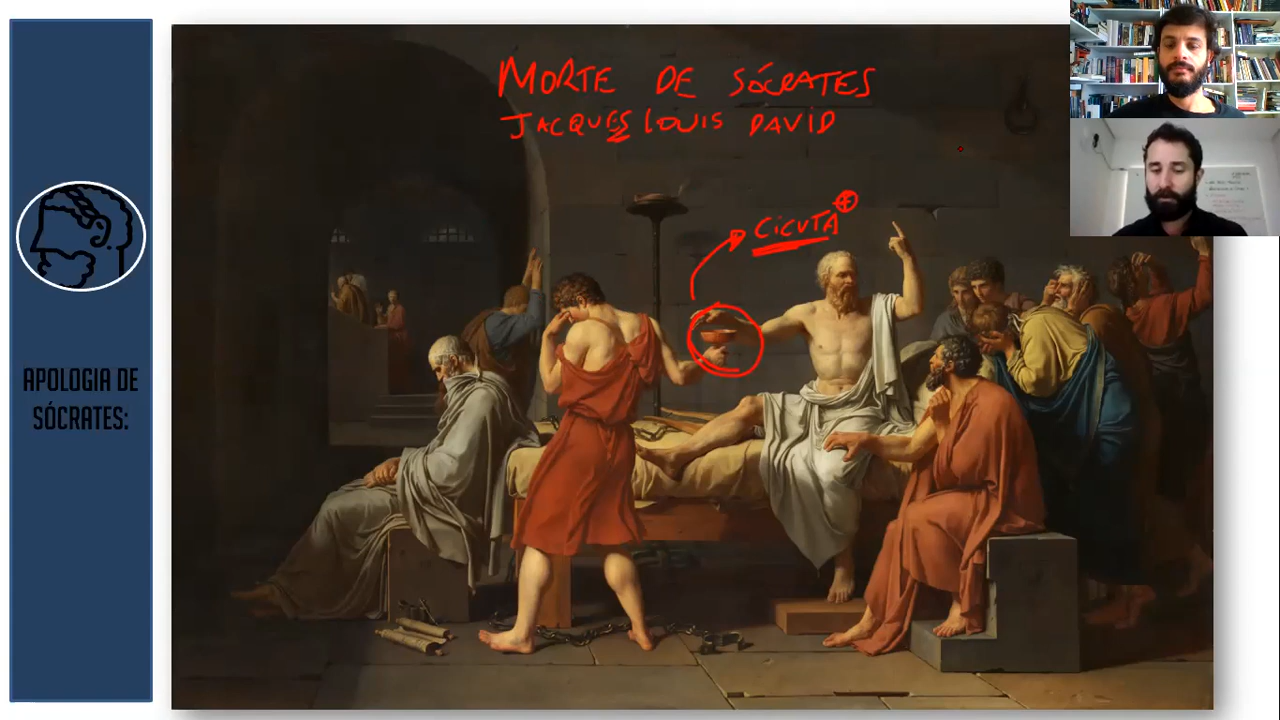 MORTE DE SÓCRATES
JACQUES LOUIS DAVID
CICUTA
APOLOGIA DE
SÓCRATES: